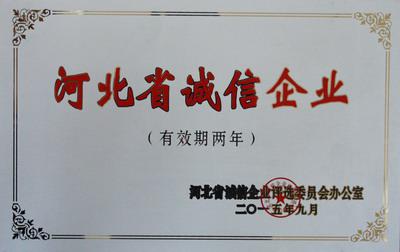 河北省诚信企业
（有效期两年）
河北省诚信企业评选委员会办公室
二〇一五年九月